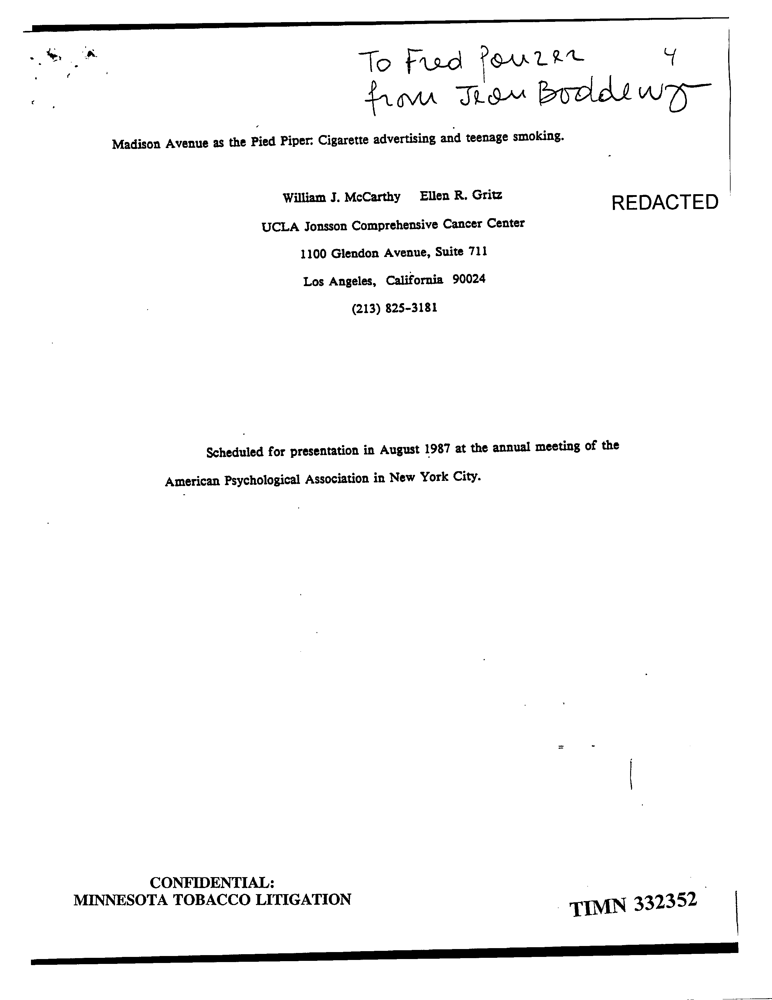 To Fred Panzer 4
from Jean Boddewyn
Madison Avenue as the Pied Piper: Cigarette advertising and teenage smoking.
William J. McCarthy Ellen R. Gritz
REDACTED
UCLA Jonsson Comprehensive Cancer Center
1100 Glendon Avenue, Suite 711
Los Angeles, California 90024
(213) 825-3181
Scheduled for presentation in August 1987 at the annual meeting of the
American Psychological Association in New York City.
CONFIDENTIAL:
MINNESOTA TOBACCO LITIGATION
TIMN 332352